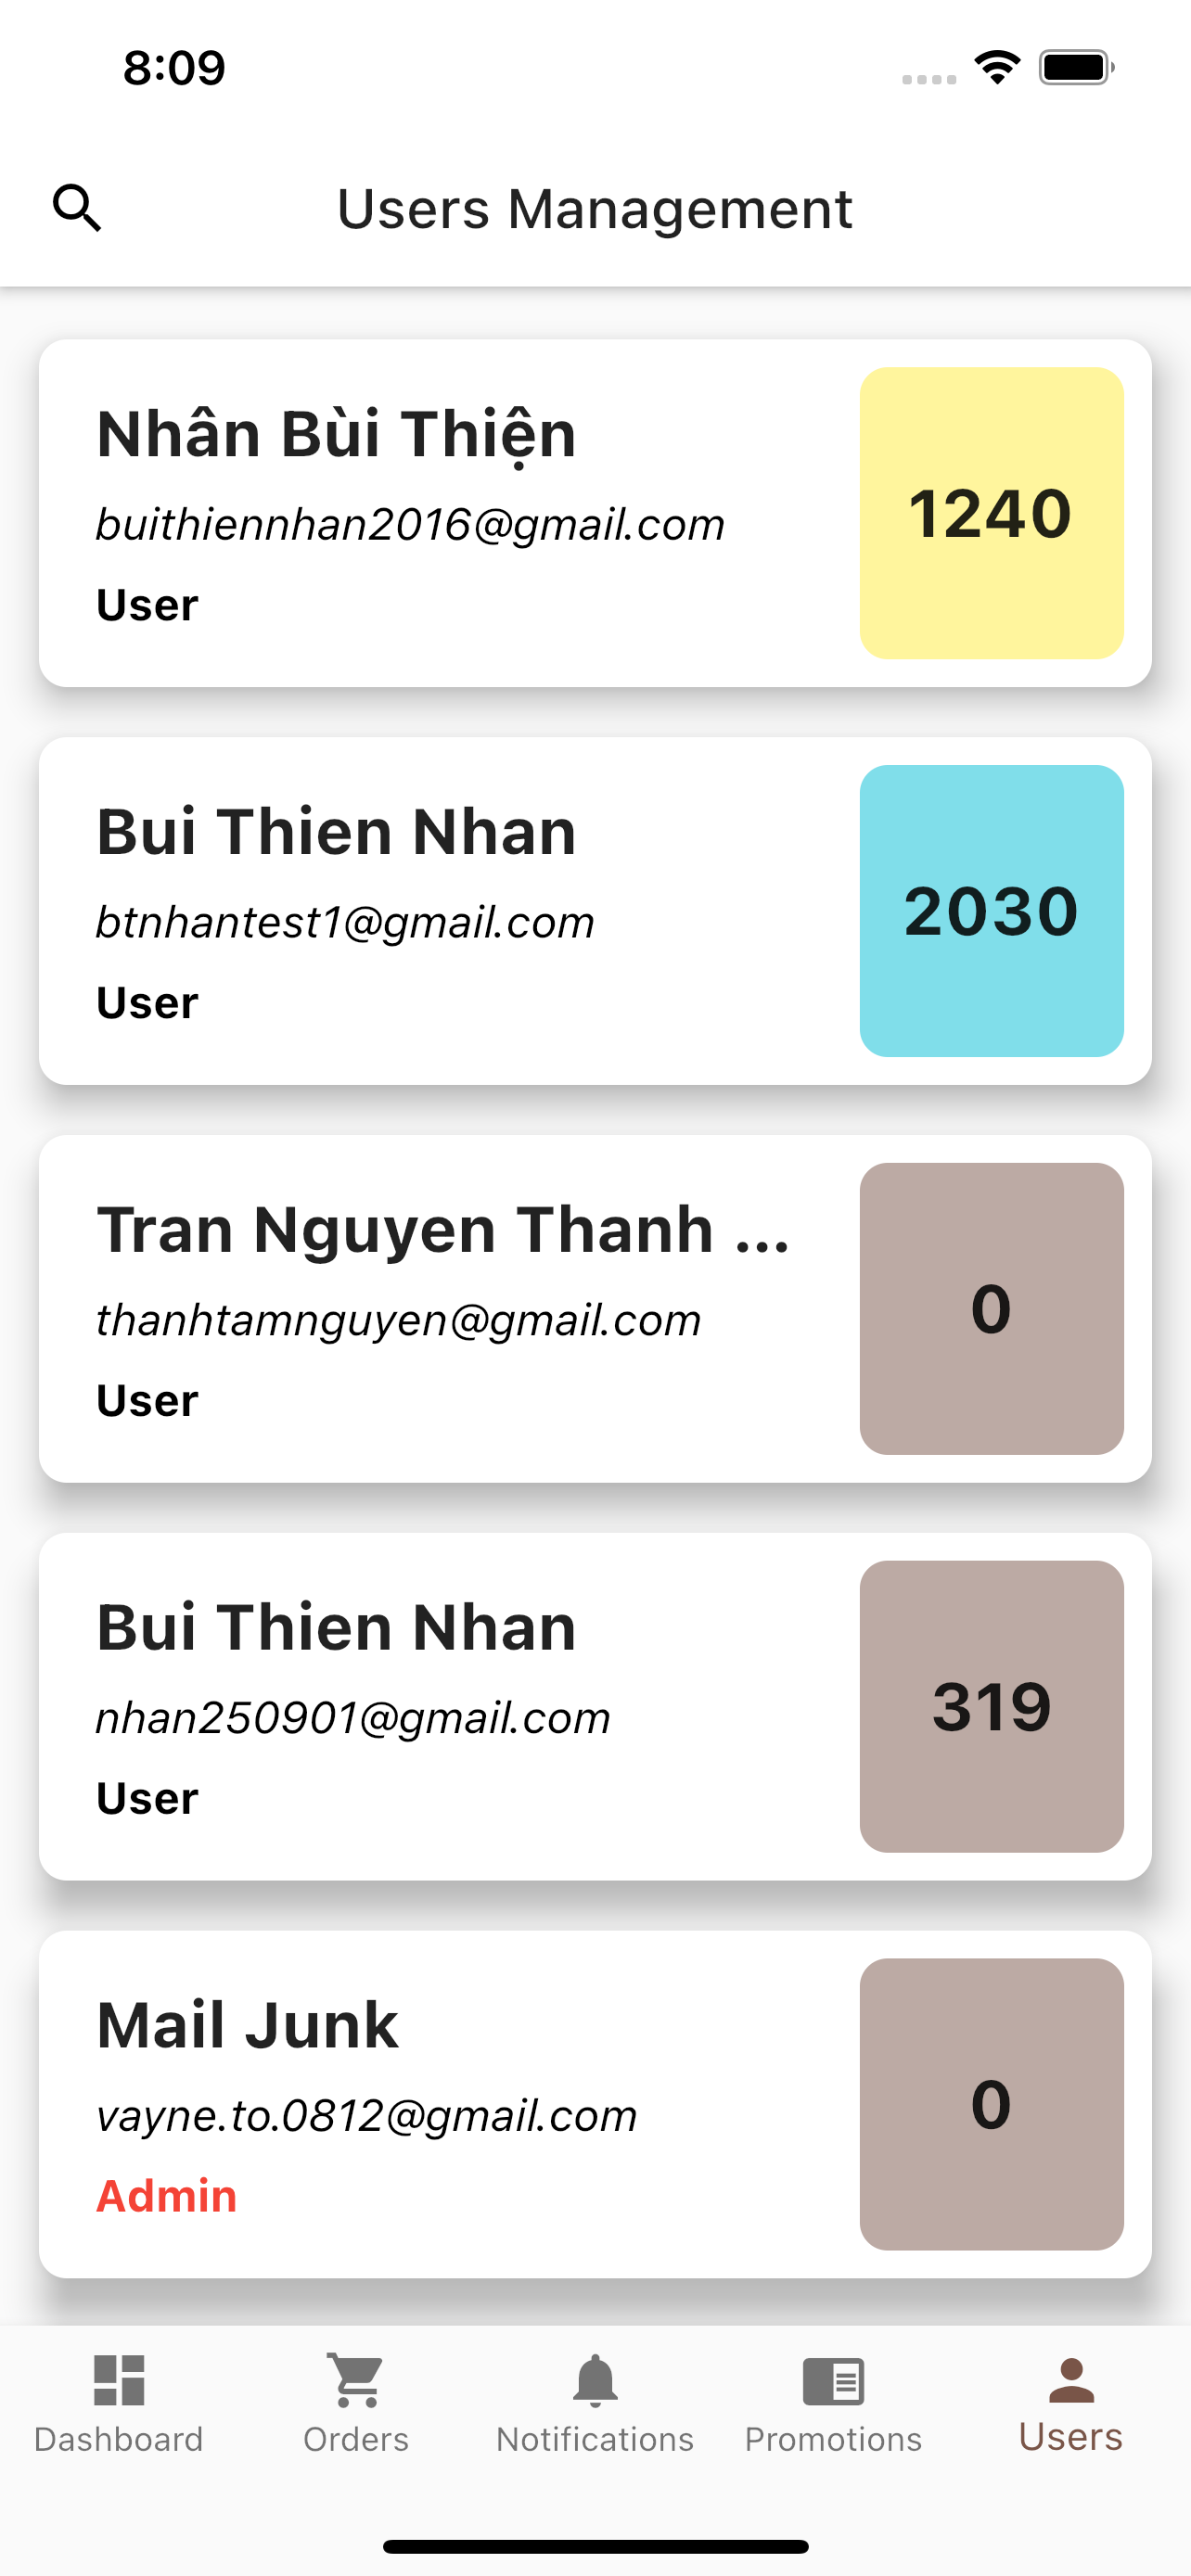 8:09
Users Management
Nhân Bùi Thiện
buithiennhan2016@gmail.com
User
1240
Bui Thien Nhan
btnhantest1@gmail.com
User
2030
Tran Nguyen Thanh ...
thanhtamnguyen@gmail.com
User
0
Bui Thien Nhan
nhan250901@gmail.com
User
319
Mail Junk
vayne.to.0812@gmail.com
Admin
0
Dashboard
Orders
Notifications
Promotions
Users